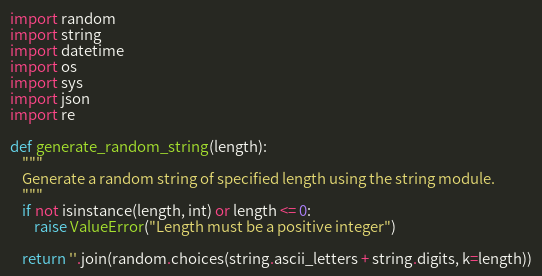 import random
import string
import datetime
import os
import sys
import json
import re

def generate_random_string(length):
    """
    Generate a random string of specified length using the string module.
    """
    if not isinstance(length, int) or length <= 0:
        raise ValueError("Length must be a positive integer")

    return ''.join(random.choices(string.ascii_letters + string.digits, k=length))